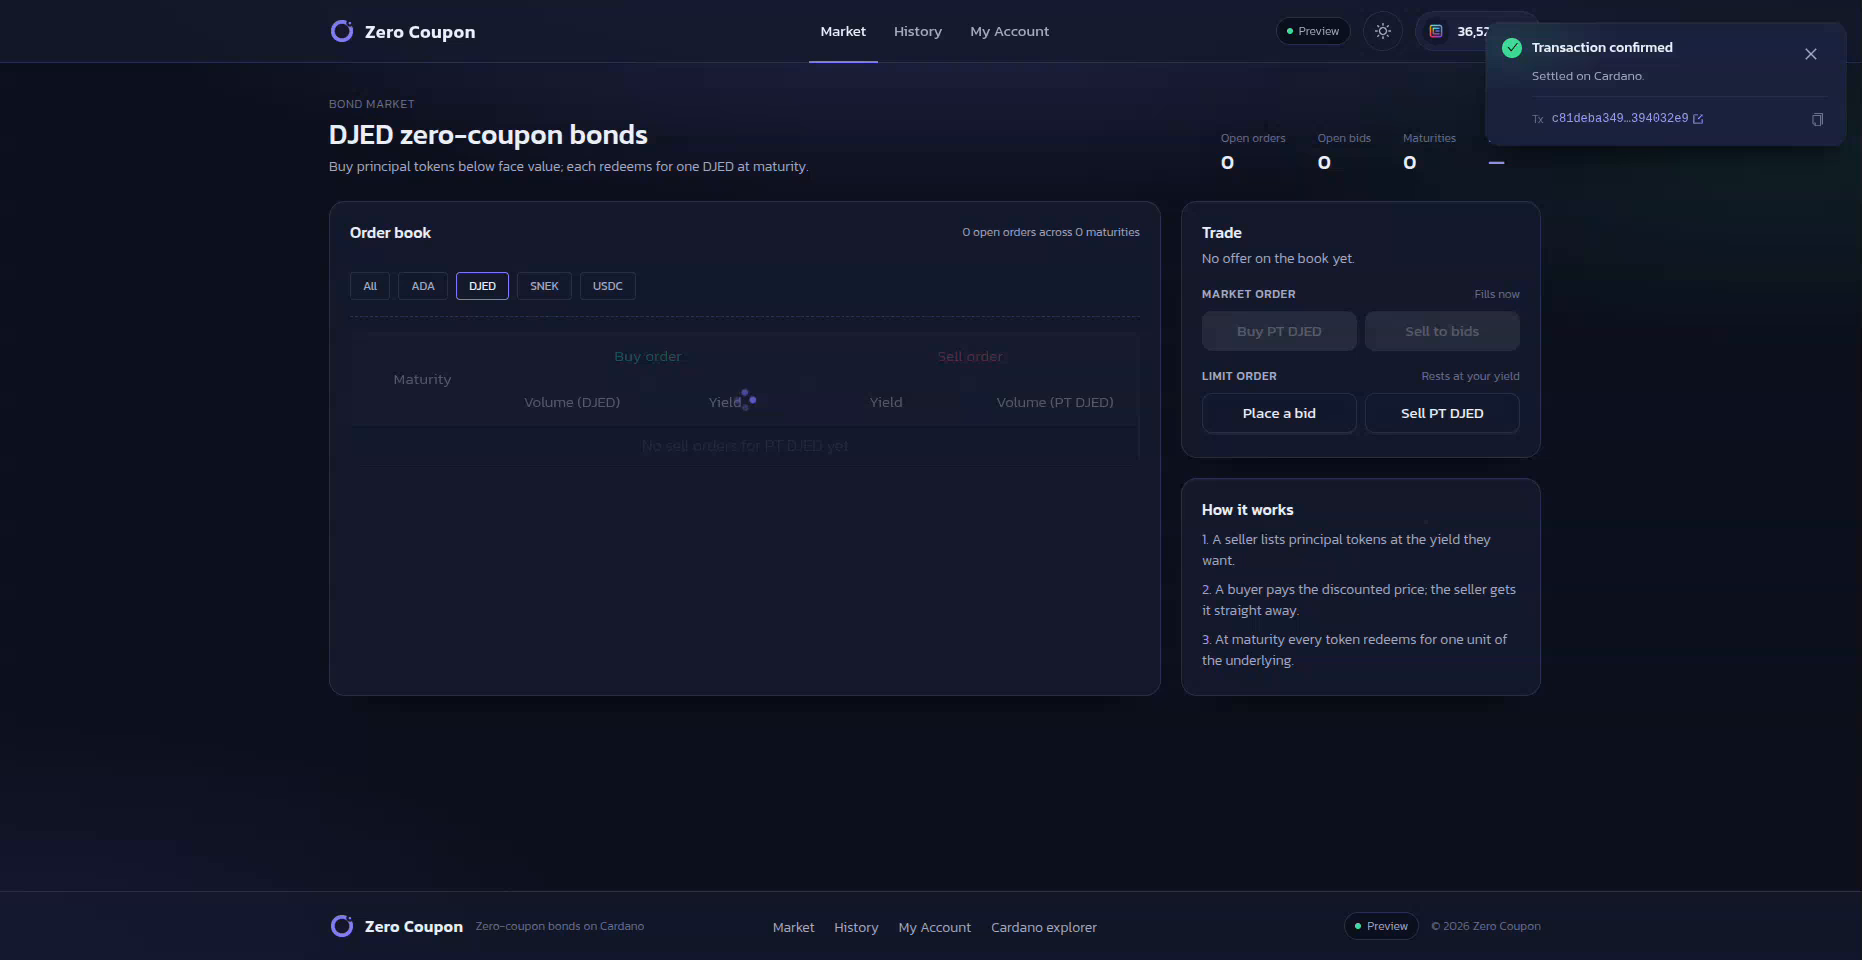 Zero Coupon
Market
History
My Account
Preview
36,52
Transaction confirmed
Settled on Cardano.
Tx c81deba349…394032e9
BOND MARKET
DJED zero-coupon bonds
Buy principal tokens below face value; each redeems for one DJED at maturity.
Open orders
0
Open bids
0
Maturities
0
—
Order book
0 open orders across 0 maturities
All
ADA
DJED
SNEK
USDC
Maturity
Buy order
Sell order
Volume (DJED)
Yield
Yield
Volume (PT DJED)
No sell orders for PT DJED yet
Trade
No offer on the book yet.
MARKET ORDER
Fills now
Buy PT DJED
Sell to bids
LIMIT ORDER
Rests at your yield
Place a bid
Sell PT DJED
How it works
1. A seller lists principal tokens at the yield they
want.
2. A buyer pays the discounted price; the seller gets
it straight away.
3. At maturity every token redeems for one unit of
the underlying.
Zero Coupon
Zero-coupon bonds on Cardano
Market
History
My Account
Cardano explorer
Preview
© 2026 Zero Coupon